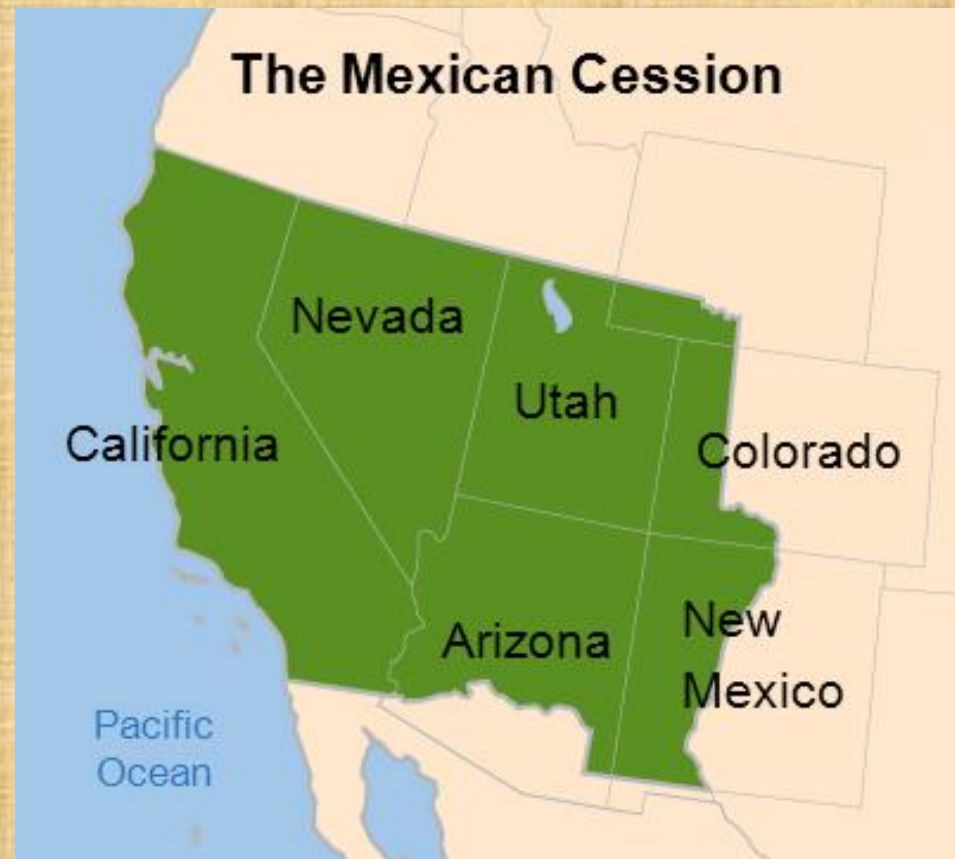 The Mexican Cession
Nevada
Utah
California
Colorado
Arizona
New
Mexico
Pacific
Ocean